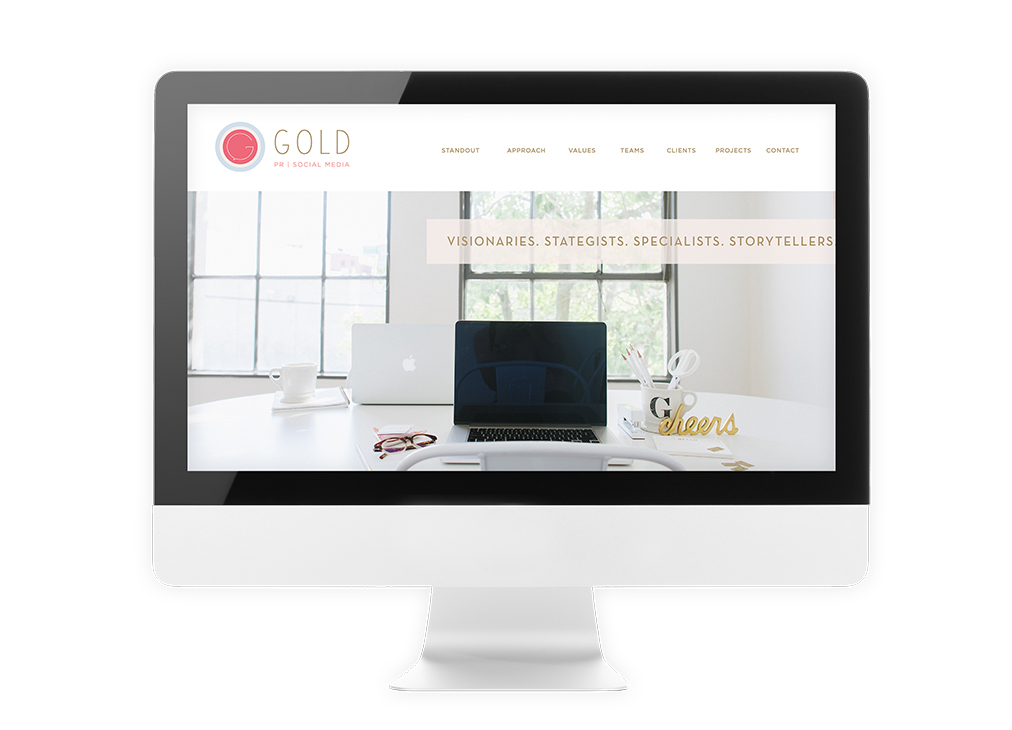 G GOLD
PR | SOCIAL MEDIA
STANDOUT APPROACH VALUES TEAMS CLIENTS PROJECTS CONTACT
VISIONARIES. STATEGISTS. SPECIALISTS. STORYTELLERS.
G
cheers